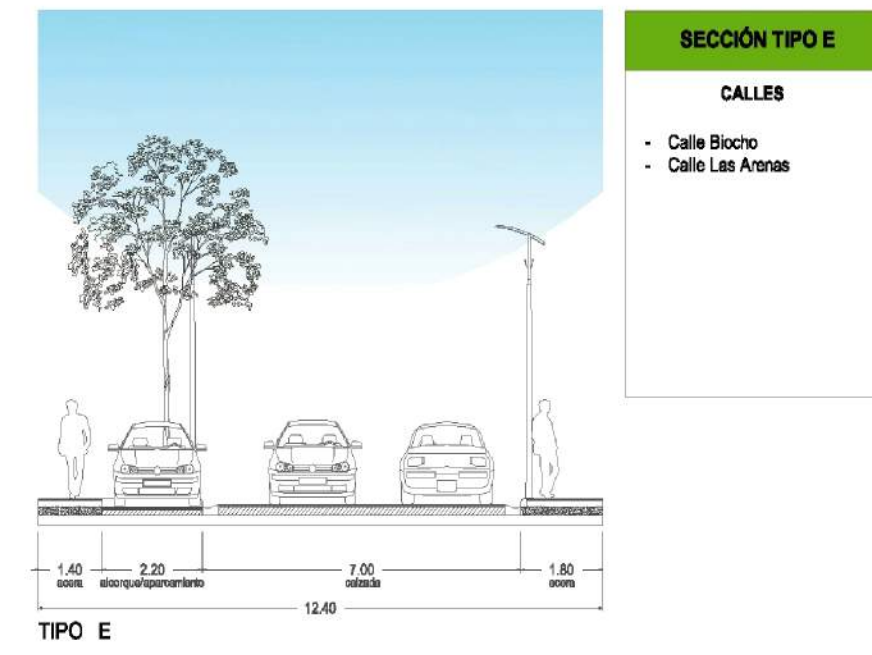 SECCIÓN TIPO E
CALLES
- Calle Biocho
- Calle Las Arenas
1.40 2.20 7.00 1.80
acera alcorque/aparcamiento calzada acera
12.40
TIPO E